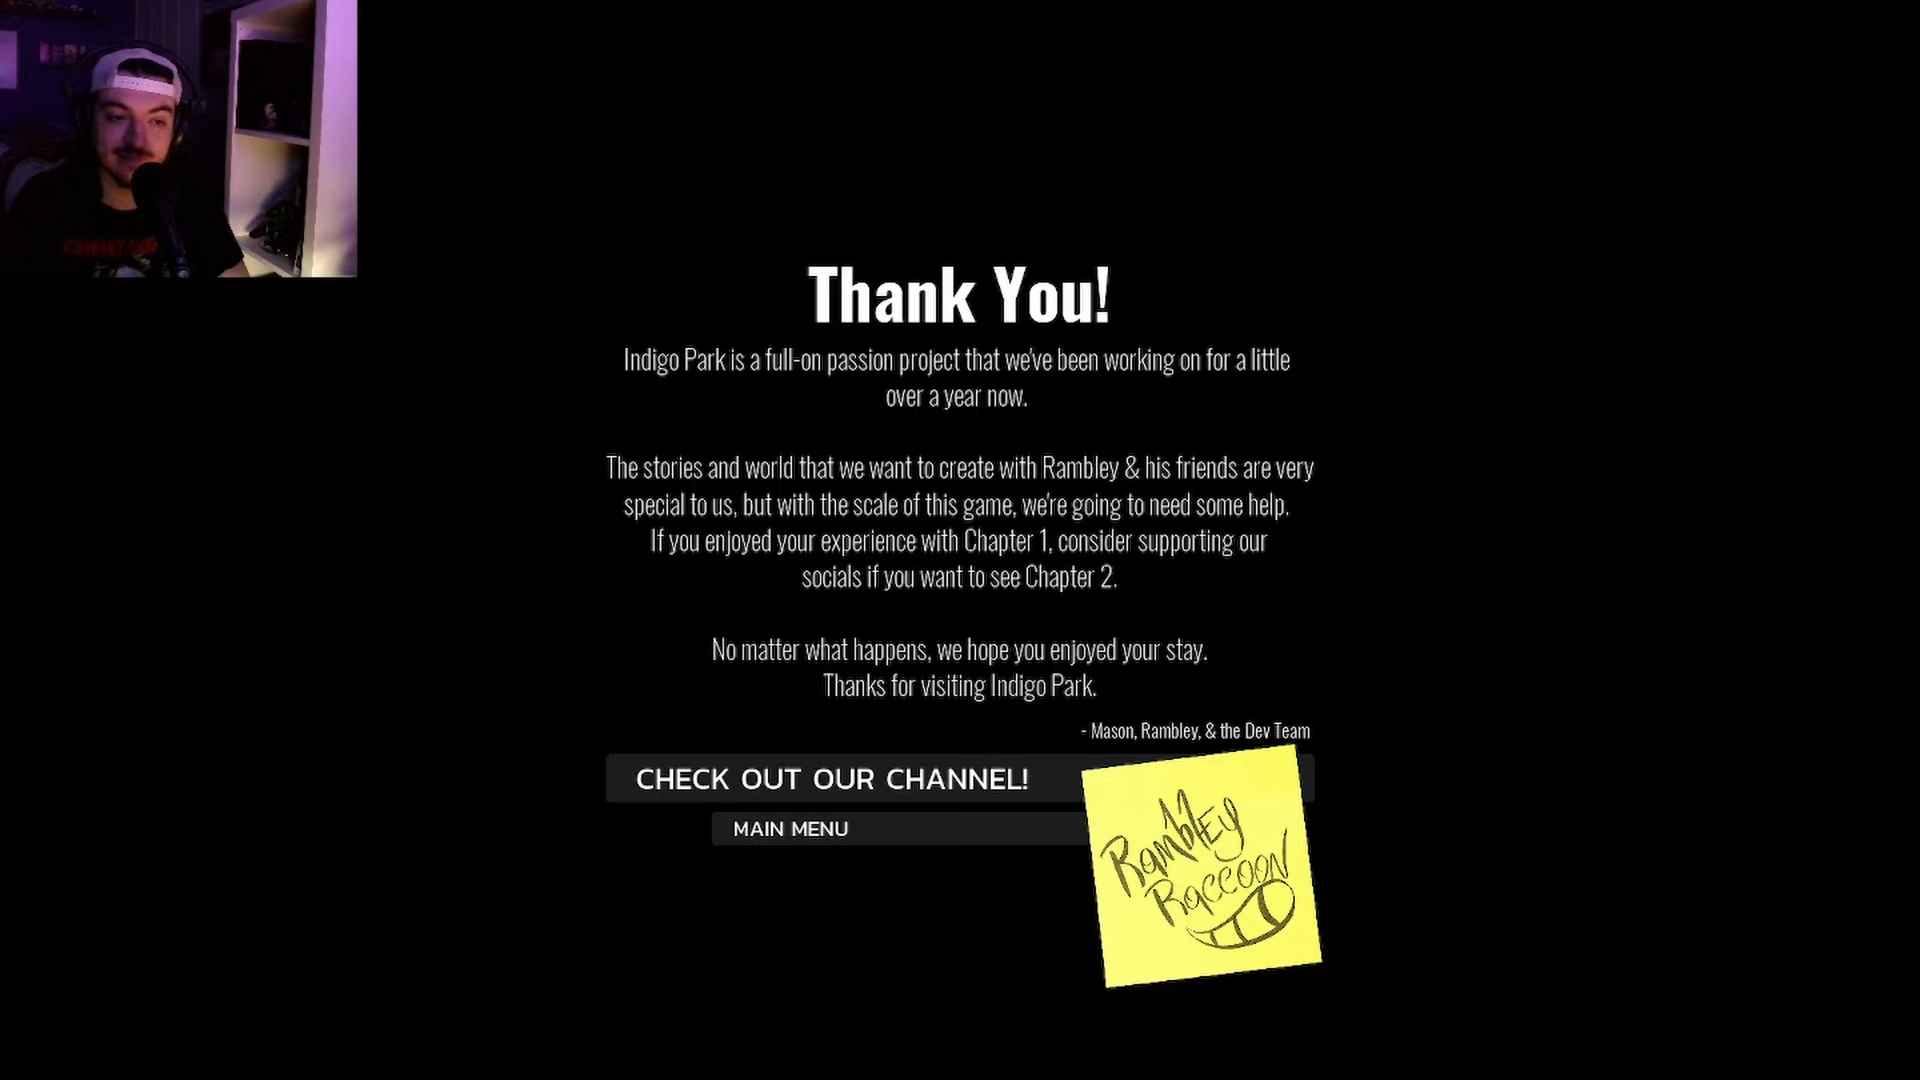 Thank You!
Indigo Park is a full-on passion project that we've been working on for a little
over a year now.
The stories and world that we want to create with Rambley & his friends are very
special to us, but with the scale of this game, we're going to need some help.
If you enjoyed your experience with Chapter 1, consider supporting our
socials if you want to see Chapter 2.
No matter what happens, we hope you enjoyed your stay.
Thanks for visiting Indigo Park.
- Mason, Rambley, & the Dev Team
CHECK OUT OUR CHANNEL!
MAIN MENU
Rambley
Raccoon